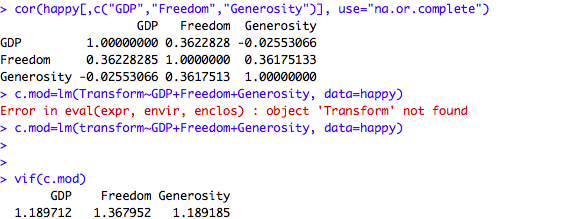 > cor(happy[,c("GDP","Freedom","Generosity")], use="na.or.complete")
GDP Freedom Generosity
GDP 1.00000000 0.3622828 -0.02553066
Freedom 0.36228285 1.0000000 0.36175133
Generosity -0.02553066 0.3617513 1.00000000
> c.mod=lm(Transform~GDP+Freedom+Generosity, data=happy)
Error in eval(expr, envir, enclos) : object 'Transform' not found
> c.mod=lm(transform~GDP+Freedom+Generosity, data=happy)
>
>
> vif(c.mod)
GDP Freedom Generosity
1.189712 1.367952 1.189185